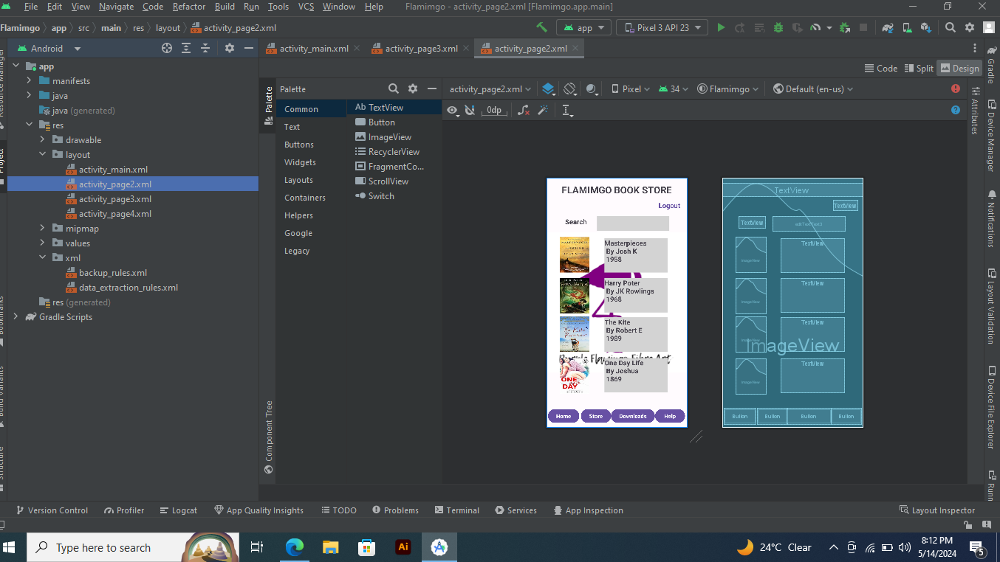 File Edit View Navigate Code Refactor Build Run Tools VCS Window Help Flamimgo - activity_page2.xml [Flamimgo.app.main]
Flamimgo app src main res layout activity_page2.xml app Pixel 3 API 23
Android activity_main.xml activity_page3.xml activity_page2.xml
Code Split Design
Resource Manager
Project
Bookmarks
Build Variants
Structure
app
manifests
java
java (generated)
res
drawable
layout
activity_main.xml
activity_page2.xml
activity_page3.xml
activity_page4.xml
mipmap
values
xml
backup_rules.xml
data_extraction_rules.xml
res (generated)
Gradle Scripts
Palette
Component Tree
Palette
Common
Text
Buttons
Widgets
Layouts
Containers
Helpers
Google
Legacy
Ab TextView
Button
ImageView
RecyclerView
FragmentCo...
ScrollView
Switch
activity_page2.xml Pixel 34 Flamimgo Default (en-us)
0dp
FLAMIMGO BOOK STORE
Logout
Search
Masterpieces
By Josh K
1958
Harry Poter
By JK Rowlings
1968
The Kite
By Robert E
1989
One Day Life
By Joshua
1869
ONE
DAY
Home Store Downloads Help
TextView
TextView
TextView
ImageView TextView
ImageView TextView
TextView
ImageView
ImageView TextView
Button Button Button Button
Attributes
Gradle
Device Manager
Notifications
Layout Validation
Device File Explorer
Runn
Version Control Profiler Logcat App Quality Insights TODO Problems Terminal Services App Inspection Layout Inspector
Type here to search Ai 24°C Clear 8:12 PM
5/14/2024 5